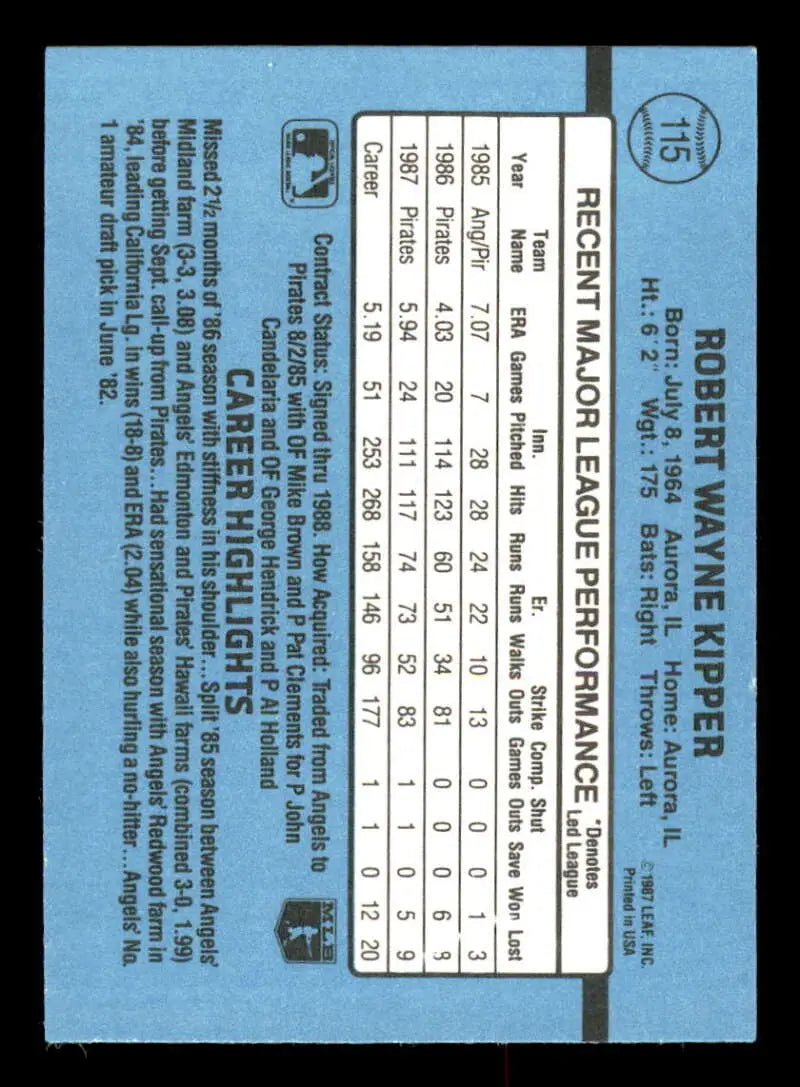 115
ROBERT WAYNE KIPPER
Born: July 8, 1964 Aurora, IL Home: Aurora, IL
Ht.: 6'2" Wgt.: 175 Bats: Right Throws: Left
© 1987 LEAF, INC.
Printed in USA
RECENT MAJOR LEAGUE PERFORMANCE
*Denotes
Led League
Team Inn. Er. Strike Comp. Shut
Year Name ERA Games Pitched Hits Runs Runs Walks Outs Games Outs Save Won Lost
1985 Ang/Pir 7.07 7 28 28 24 22 10 13 0 0 0 1 3
1986 Pirates 4.03 20 114 123 60 51 34 81 0 0 0 6 8
1987 Pirates 5.94 24 111 117 74 73 52 83 1 1 0 5 9
Career 5.19 51 253 268 158 146 96 177 1 1 0 12 20
Contract Status: Signed thru 1988. How Acquired: Traded from Angels to
Pirates 8/2/85 with OF Mike Brown and P Pat Clements for P John
Candelaria and OF George Hendrick and P Al Holland
MLB
CAREER HIGHLIGHTS
Missed 2½ months of '86 season with stiffness in his shoulder...Split '85 season between Angels'
Midland farm (3-3, 3.08) and Angels' Edmonton and Pirates' Hawaii farms (combined 3-0, 1.99)
before getting Sept. call-up from Pirates...Had sensational season with Angels' Redwood farm in
'84, leading California Lg. in wins (18-8) and ERA (2.04) while also hurling a no-hitter...Angels' No.
1 amateur draft pick in June '82.